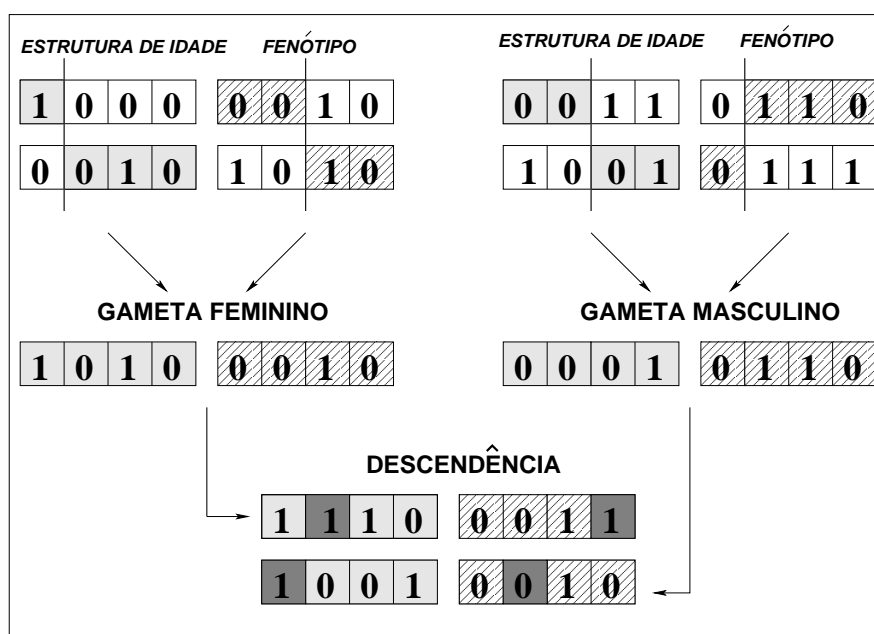 ESTRUTURA DE IDADE FENÓTIPO
1 0 0 0 0 0 1 0
0 0 1 0 1 0 1 0
ESTRUTURA DE IDADE FENÓTIPO
0 0 1 1 0 1 1 0
1 0 0 1 0 1 1 1
GAMETA FEMININO
1 0 1 0 0 0 1 0
GAMETA MASCULINO
0 0 0 1 0 1 1 0
DESCENDÊNCIA
1 1 1 0 0 0 1 1
1 0 0 1 0 0 1 0